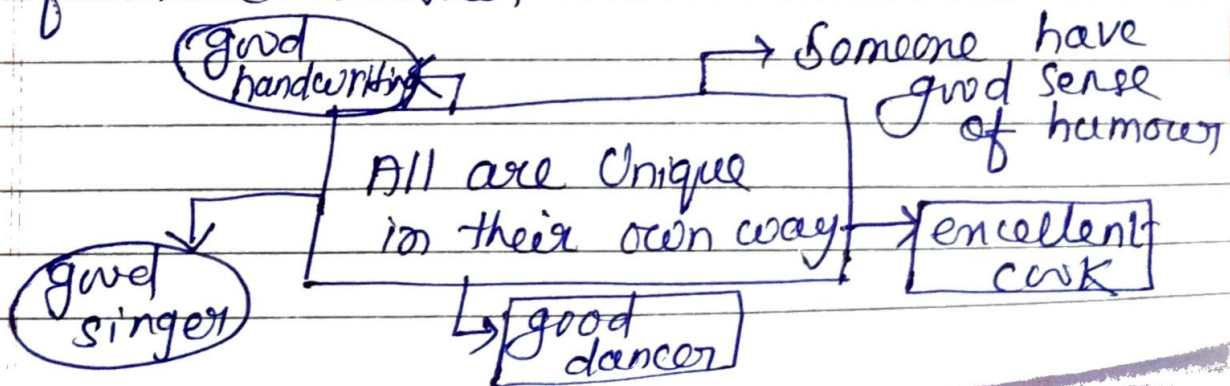 good
handwriting
Someone have
good sense
of humour
All are Unique
in their own way
excellent
cook
good
singer
good
dancer